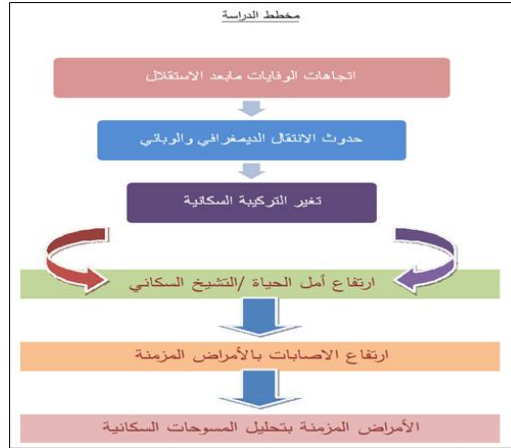 مخطط الدراسة
اتجاهات الوفايات مابعد الاستقلال
حدوث الانتقال الديمغرافي والوبائي
تغير التركيبة السكانية
ارتفاع أمل الحياة /التشيخ السكاني
ارتفاع الاصابات بالأمراض المزمنة
الأمراض المزمنة بتحليل المسوحات السكانية